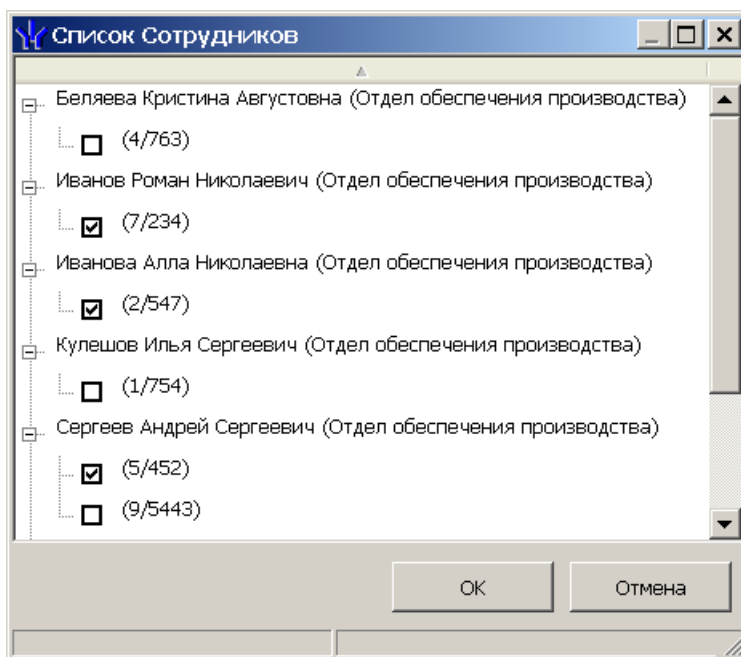 Список Сотрудников
Беляева Кристина Августовна (Отдел обеспечения производства)
(4/763)
Иванов Роман Николаевич (Отдел обеспечения производства)
(7/234)
Иванова Алла Николаевна (Отдел обеспечения производства)
(2/547)
Кулешов Илья Сергеевич (Отдел обеспечения производства)
(1/754)
Сергеев Андрей Сергеевич (Отдел обеспечения производства)
(5/452)
(9/5443)
OK
Отмена